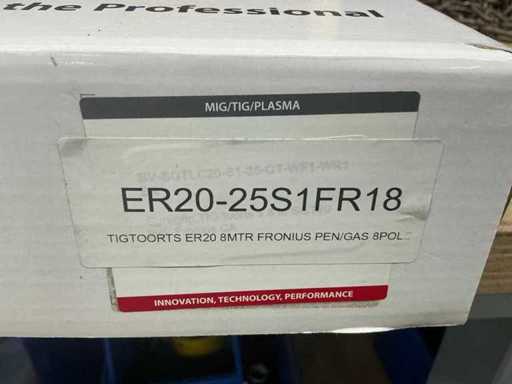 the Professional
MIG/TIG/PLASMA
ER20-25S1FR18
TIGTOORTS ER20 8MTR FRONIUS PEN/GAS 8POL
INNOVATION, TECHNOLOGY, PERFORMANCE